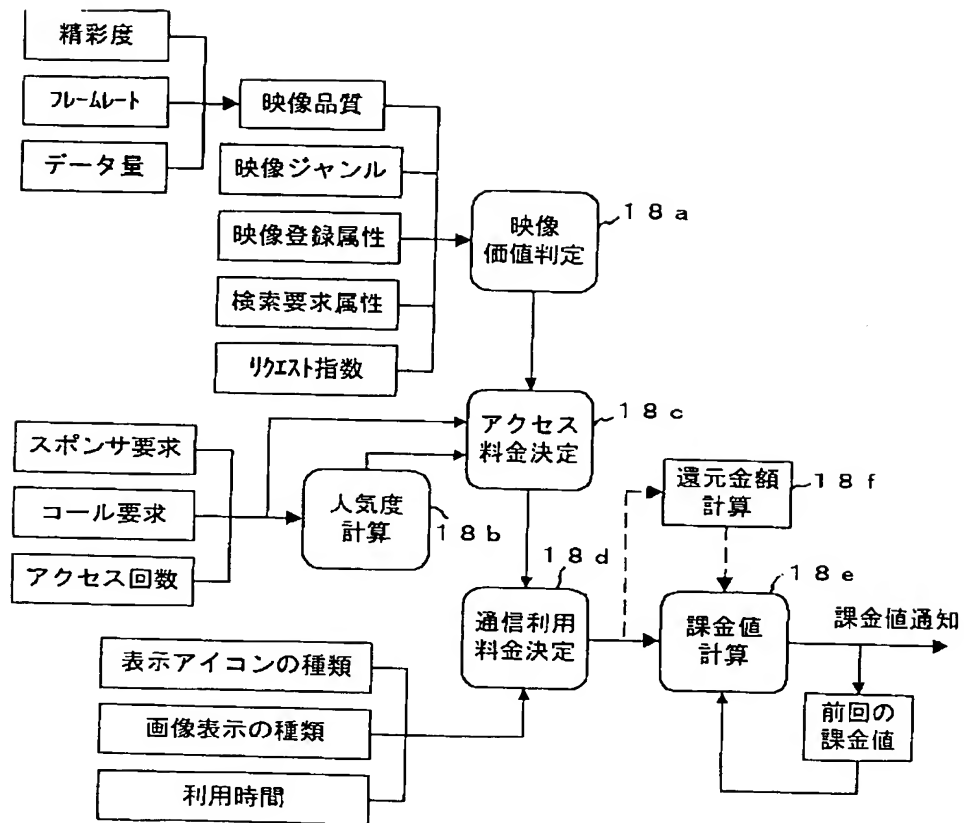 精彩度
フレームレート
データ量
映像品質
映像ジャンル
映像登録属性
検索要求属性
リクエスト指数
映像
価値判定
18a
スポンサ要求
コール要求
アクセス回数
人気度
計算
18b
アクセス
料金決定
18c
還元金額
計算
18f
表示アイコンの種類
画像表示の種類
利用時間
通信利用
料金決定
18d
課金値
計算
18e
課金値通知
前回の
課金値